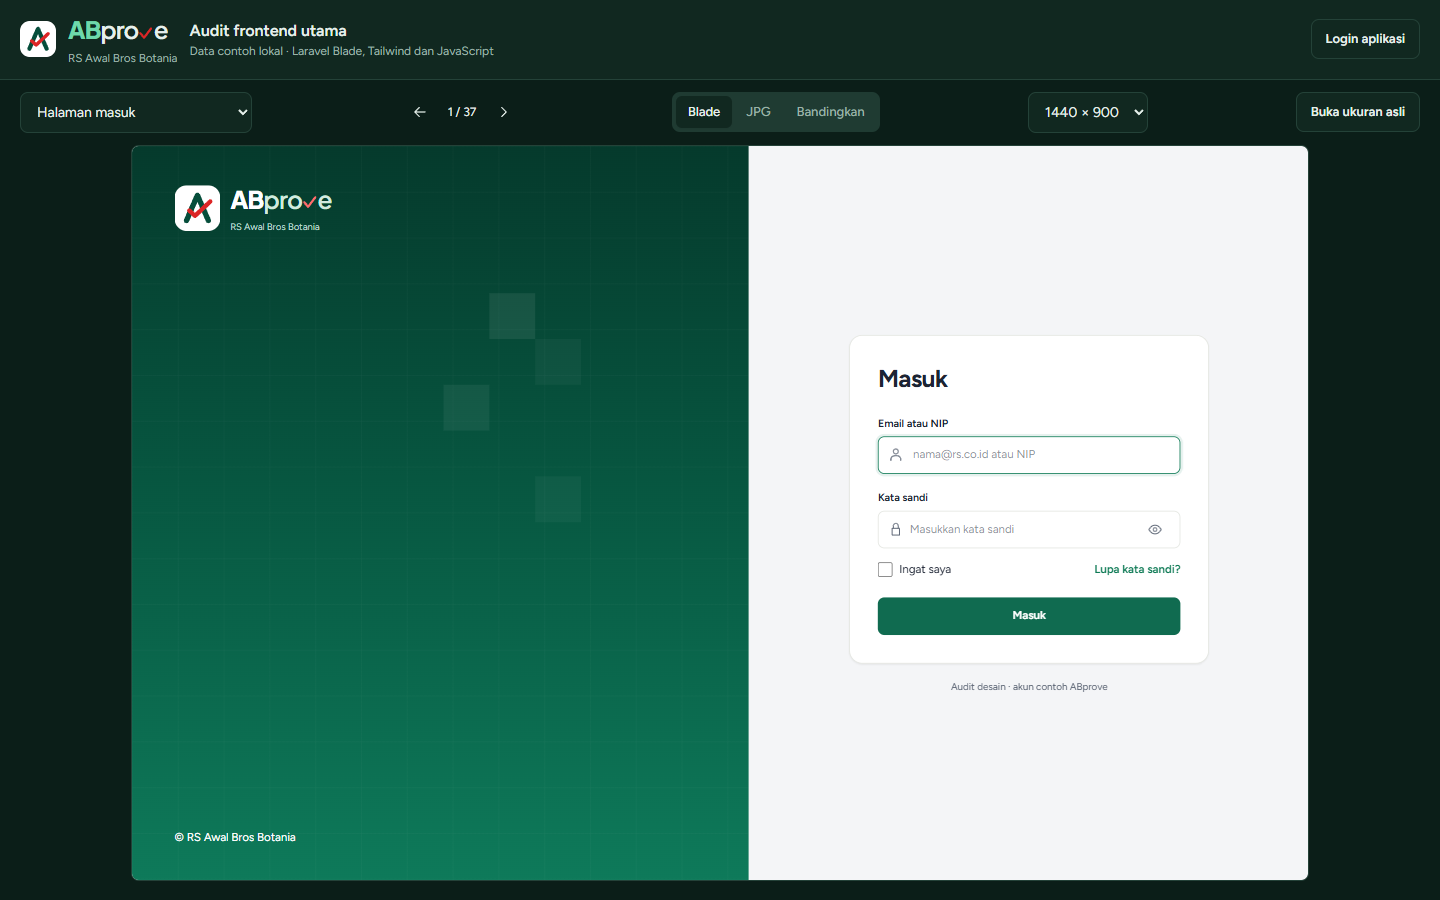 ABprove
RS Awal Bros Botania
Audit frontend utama
Data contoh lokal · Laravel Blade, Tailwind dan JavaScript
Login aplikasi
Halaman masuk
1 / 37
Blade
JPG
Bandingkan
1440 × 900
Buka ukuran asli
ABprove
RS Awal Bros Botania
© RS Awal Bros Botania
Masuk
Email atau NIP
nama@rs.co.id atau NIP
Kata sandi
Masukkan kata sandi
Ingat saya
Lupa kata sandi?
Masuk
Audit desain · akun contoh ABprove